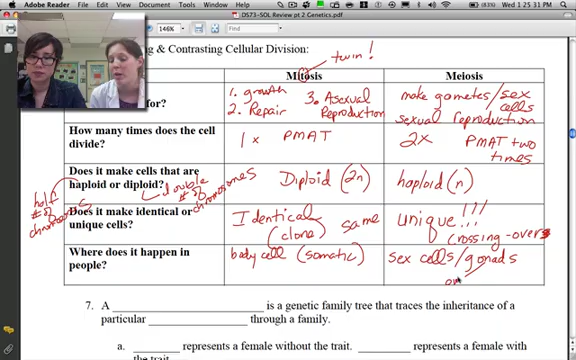 Adobe Reader File Edit View Document Tools Window Help Wed 1:25:31 PM
DS73-SOL Review pt 2 Genetics.pdf
146% Find
& Contrasting Cellular Division:
twin!
Mitosis Meiosis
for?
1. growth
2. Repair
3. Asexual Reproduction
make gametes/sex cells
sexual reproduction
How many times does the cell
divide?
1x PMAT
2x PMAT two times
Does it make cells that are
haploid or diploid?
half # of chromosomes
double # of chromosomes
Diploid (2n)
haploid (n)
Does it make identical or
unique cells?
Identical (clone) same
unique!!!
crossing-over
Where does it happen in
people?
body cell (somatic)
sex cells/gonads
7. A is a genetic family tree that traces the inheritance of a
particular through a family.
a. represents a female without the trait. represents a female with
the trait.